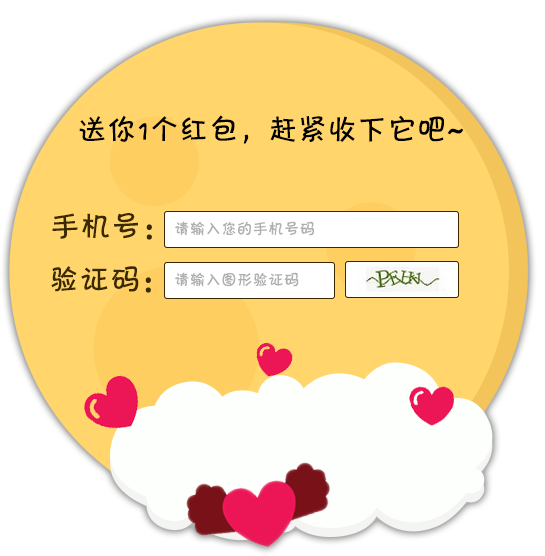 送你1个红包，赶紧收下它吧~
手机号：
请输入您的手机号码
验证码：
请输入图形验证码